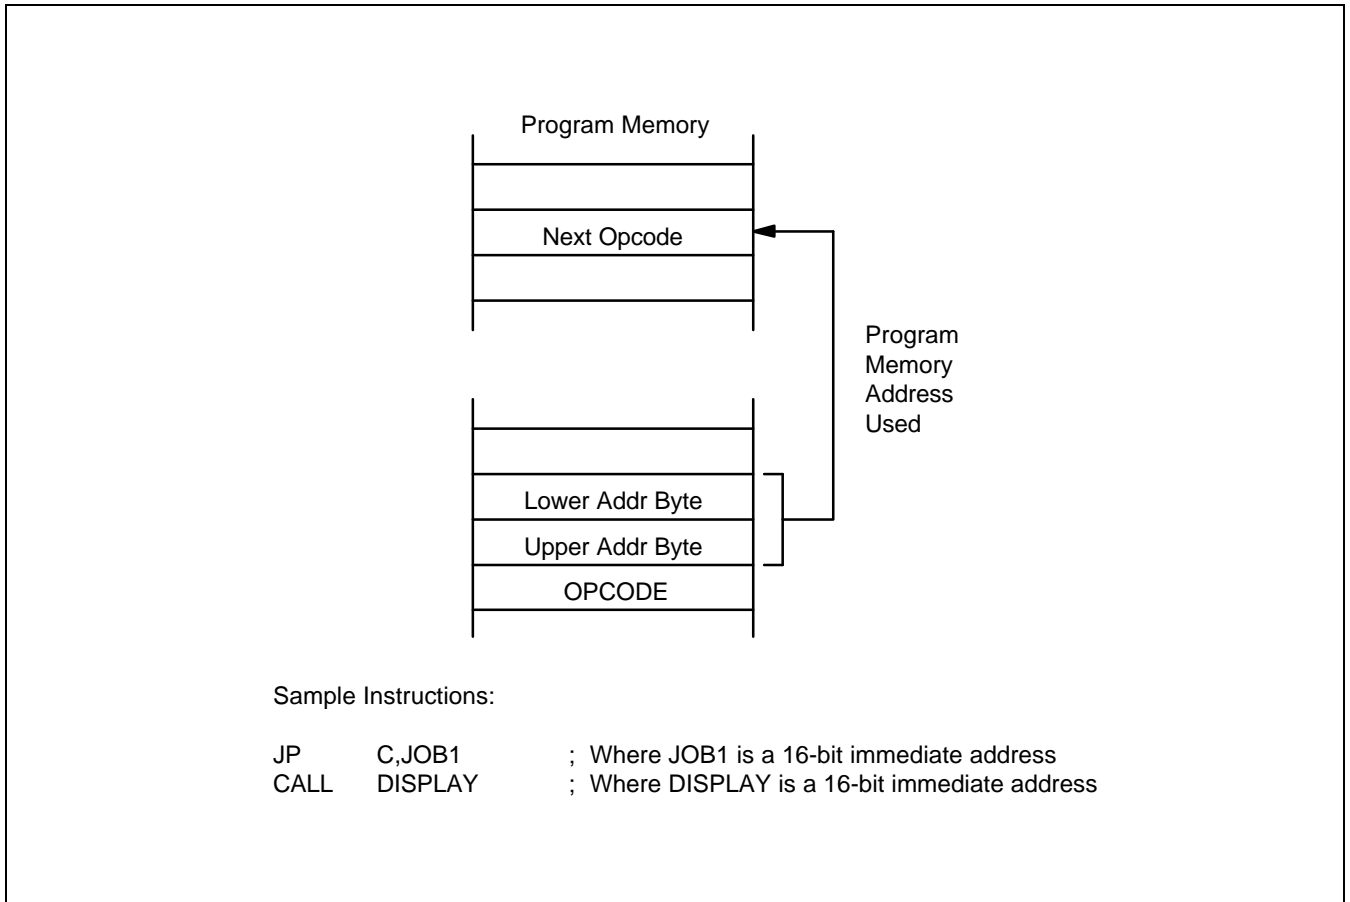 Program Memory
Next Opcode
Program
Memory
Address
Used
Lower Addr Byte
Upper Addr Byte
OPCODE
Sample Instructions:
JP C,JOB1 ; Where JOB1 is a 16-bit immediate address
CALL DISPLAY ; Where DISPLAY is a 16-bit immediate address